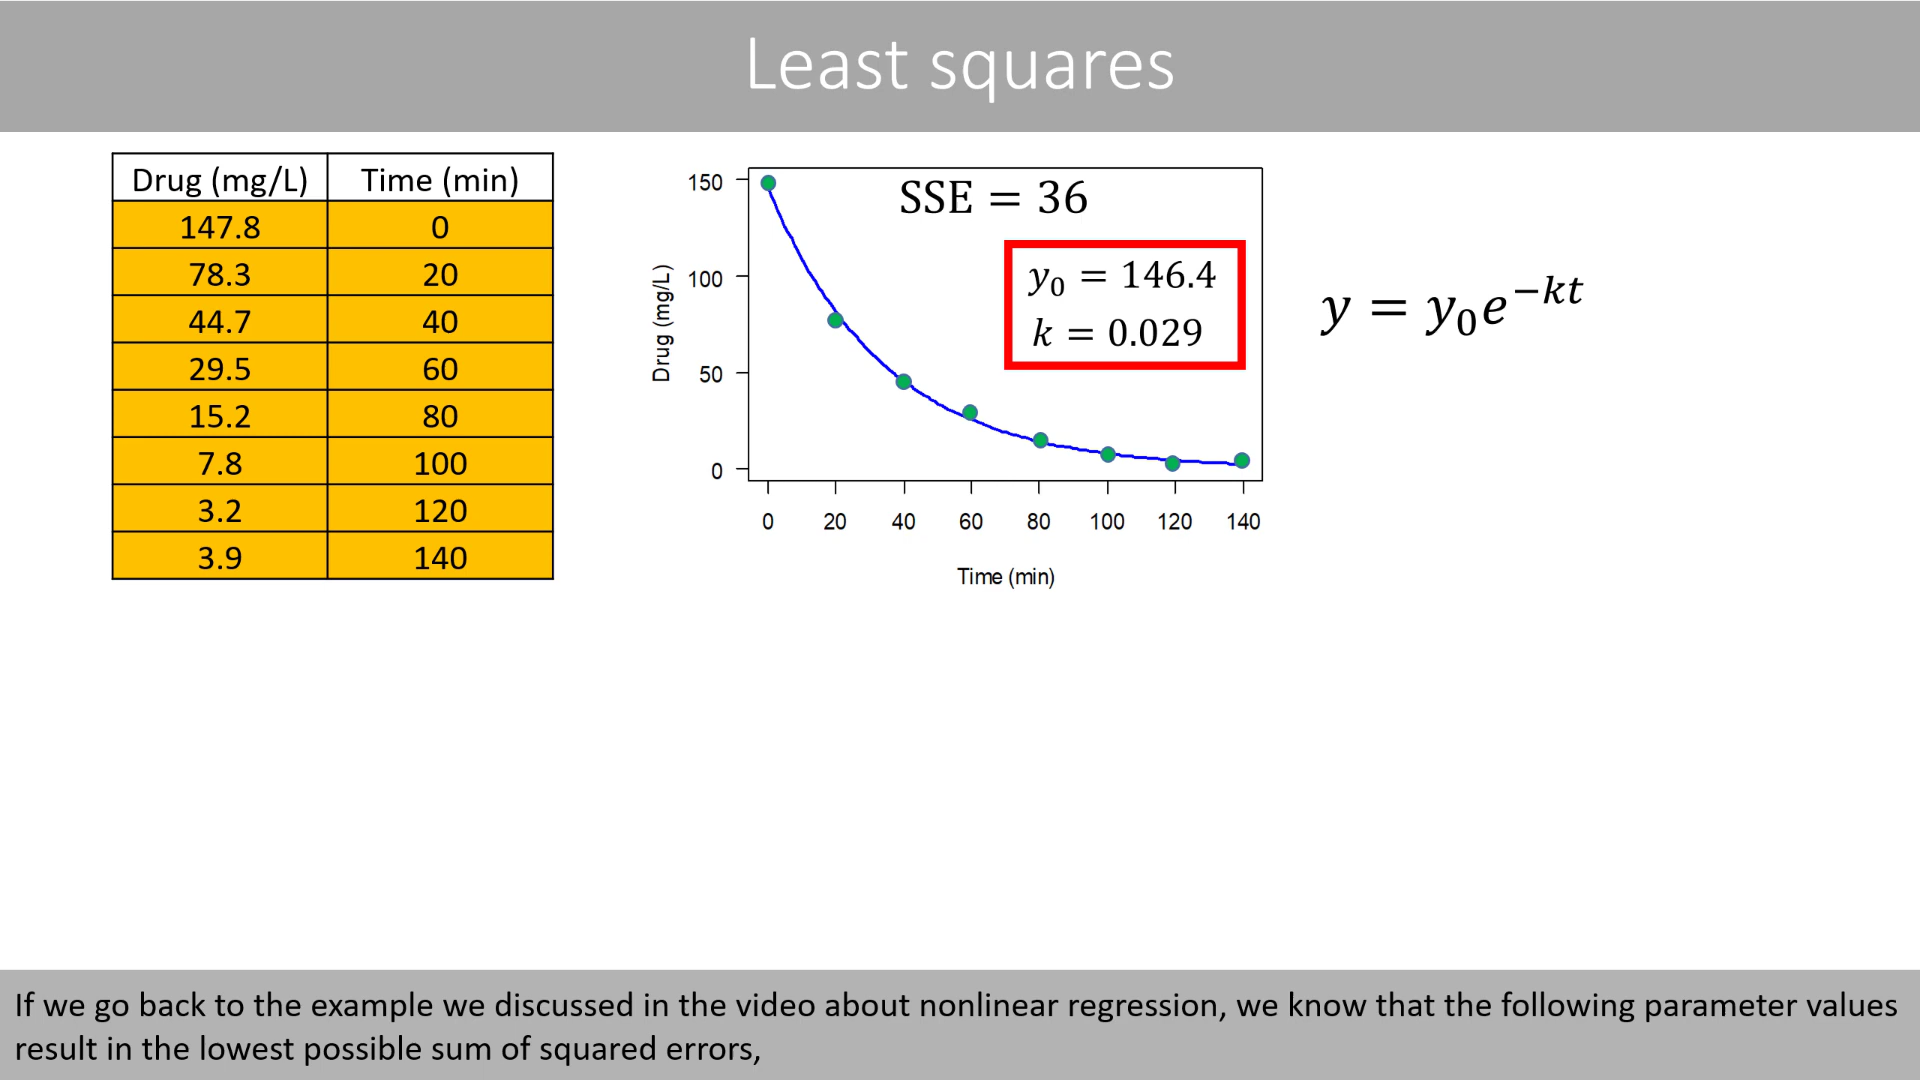 Least squares
Drug (mg/L) Time (min)
147.8 0
78.3 20
44.7 40
29.5 60
15.2 80
7.8 100
3.2 120
3.9 140
Drug (mg/L)
150
100
50
0
SSE = 36
y₀ = 146.4
k = 0.029
0 20 40 60 80 100 120 140
Time (min)
y = y₀e^{−kt}
If we go back to the example we discussed in the video about nonlinear regression, we know that the following parameter values
result in the lowest possible sum of squared errors,